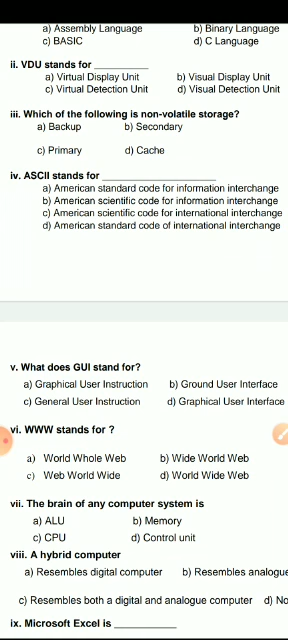 a) Assembly Language b) Binary Language
c) BASIC d) C Language
ii. VDU stands for __________
a) Virtual Display Unit b) Visual Display Unit
c) Virtual Detection Unit d) Visual Detection Unit
iii. Which of the following is non-volatile storage?
a) Backup b) Secondary
c) Primary d) Cache
iv. ASCII stands for ____________________
a) American standard code for information interchange
b) American scientific code for information interchange
c) American scientific code for international interchange
d) American standard code of international interchange
v. What does GUI stand for?
a) Graphical User Instruction b) Ground User Interface
c) General User Instruction d) Graphical User Interface
vi. WWW stands for ?
a) World Whole Web b) Wide World Web
c) Web World Wide d) World Wide Web
vii. The brain of any computer system is
a) ALU b) Memory
c) CPU d) Control unit
viii. A hybrid computer
a) Resembles digital computer b) Resembles analogue
c) Resembles both a digital and analogue computer d) No
ix. Microsoft Excel is ___________